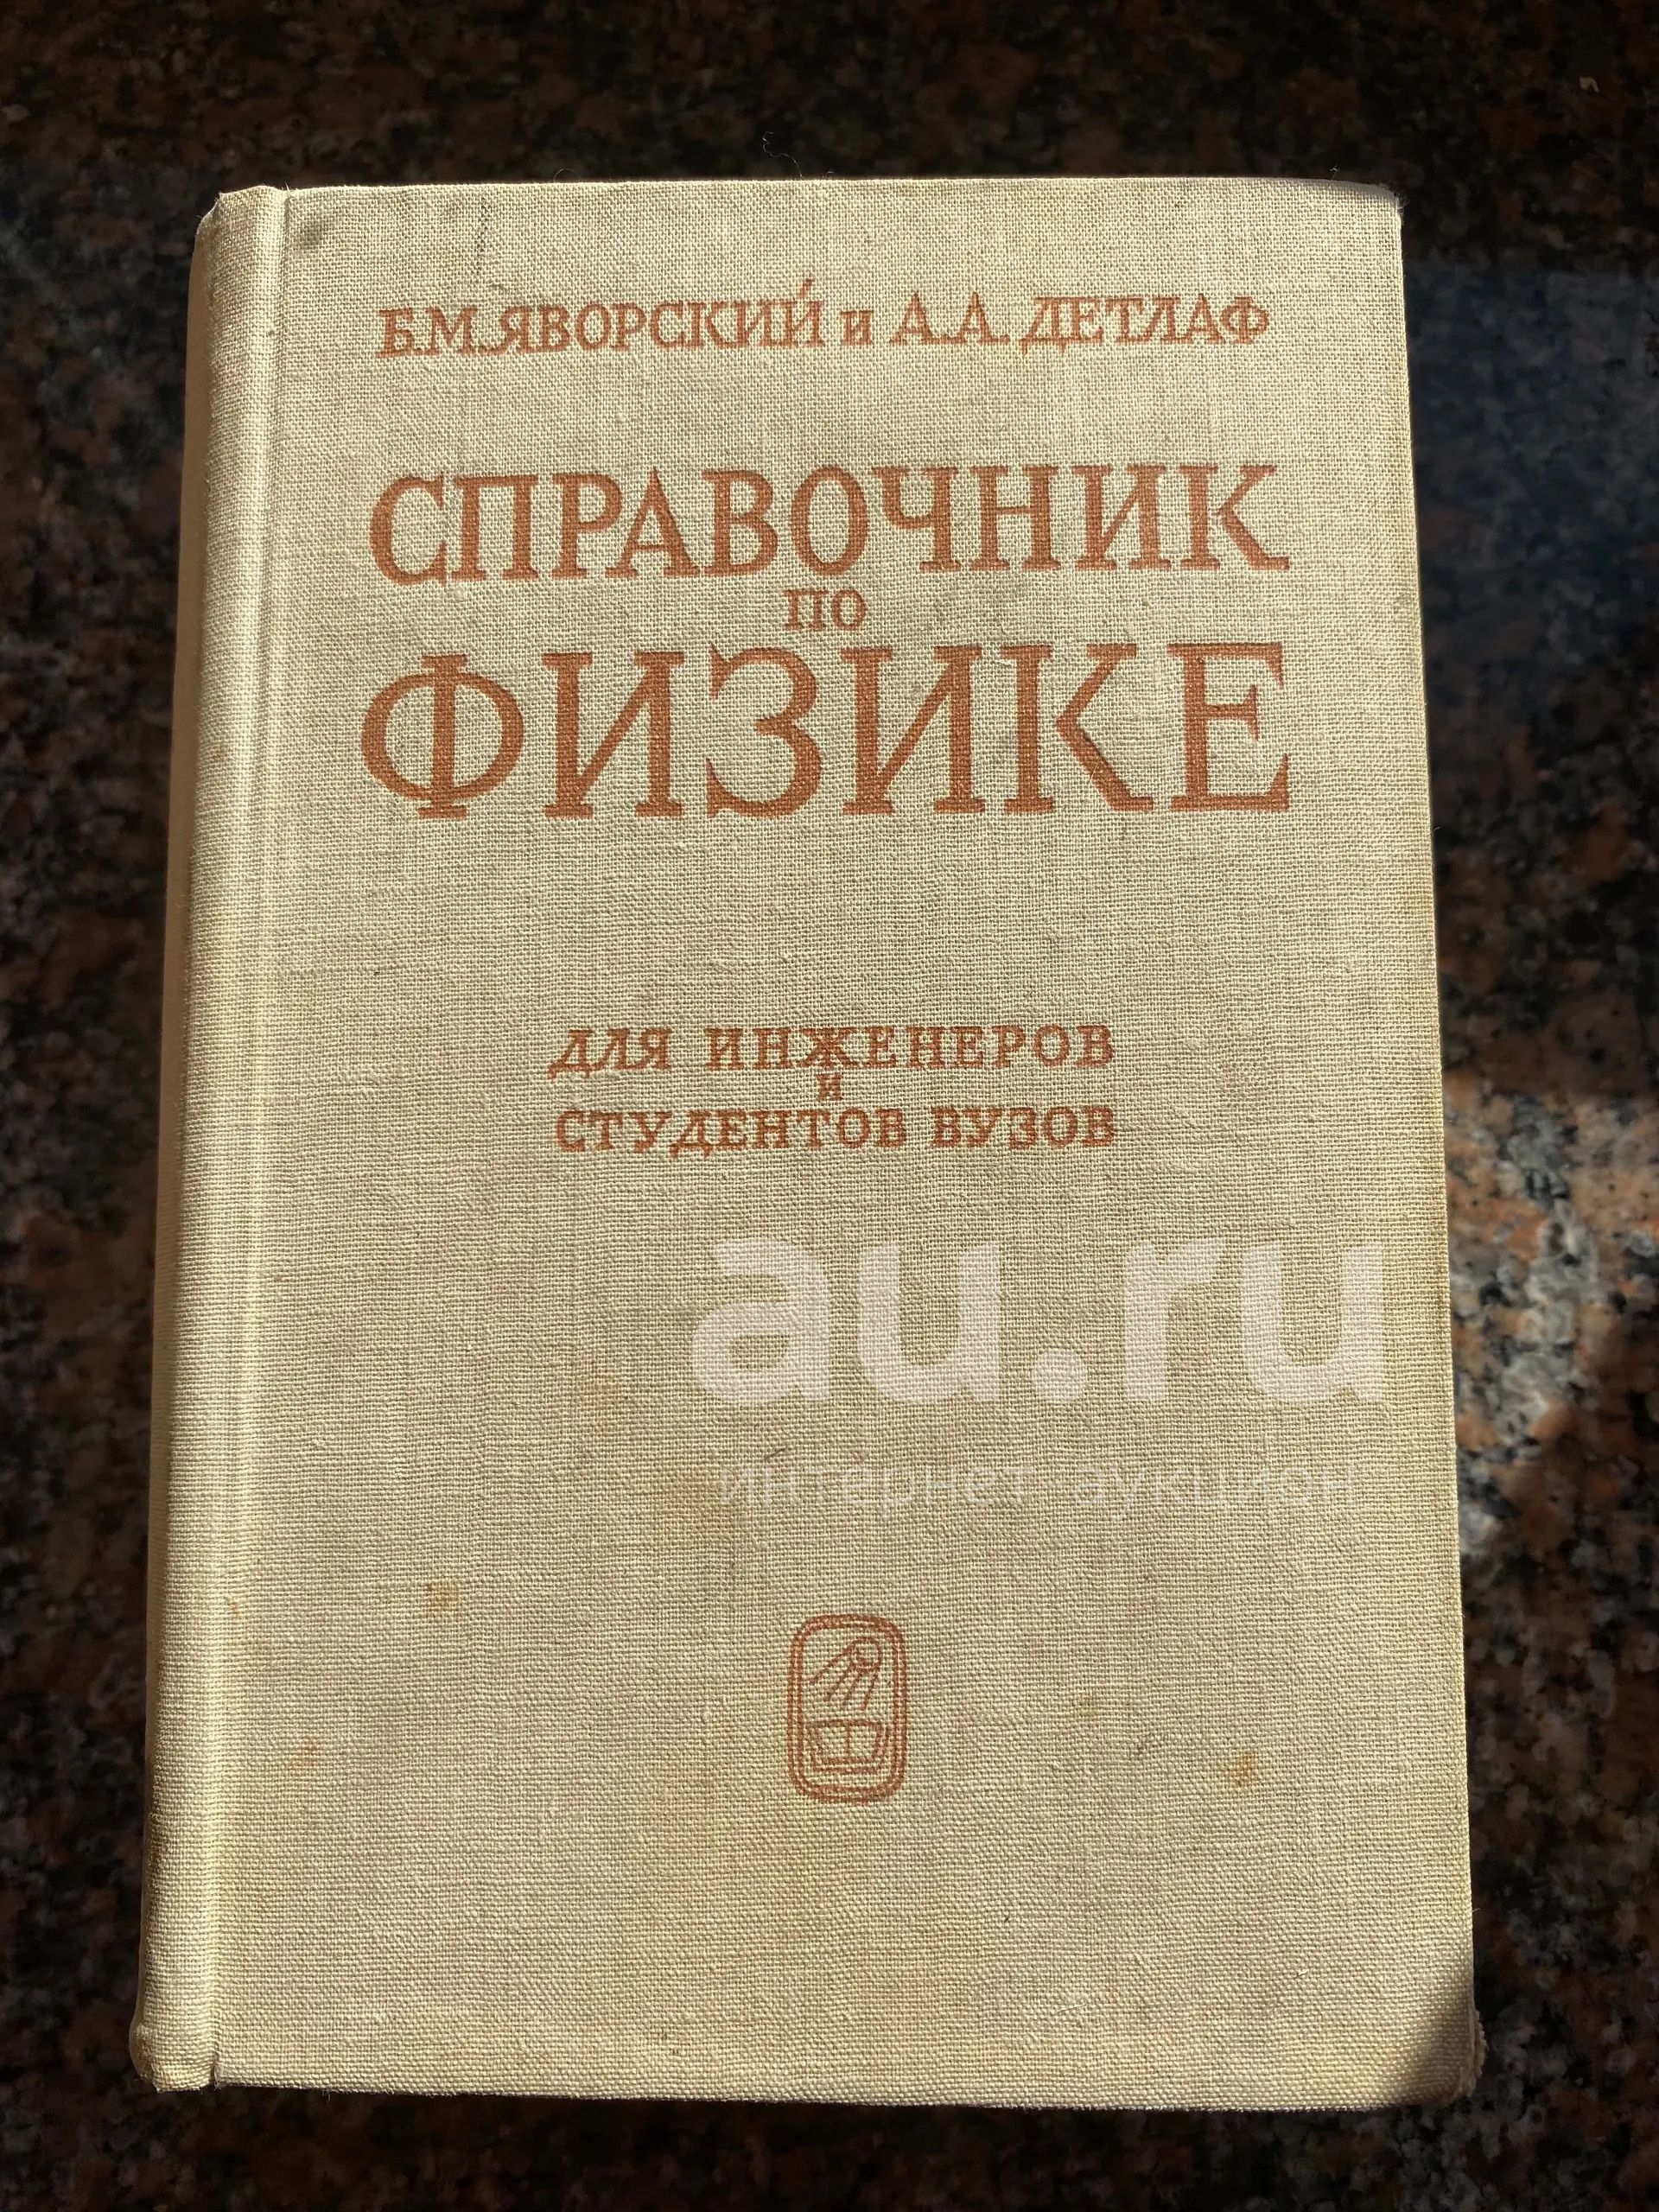 Б.М.ЯВОРСКИЙ и А.А.ДЕТЛАФ
СПРАВОЧНИК
ПО
ФИЗИКЕ
ДЛЯ ИНЖЕНЕРОВ
И
СТУДЕНТОВ ВУЗОВ
au.ru
интернет-аукцион